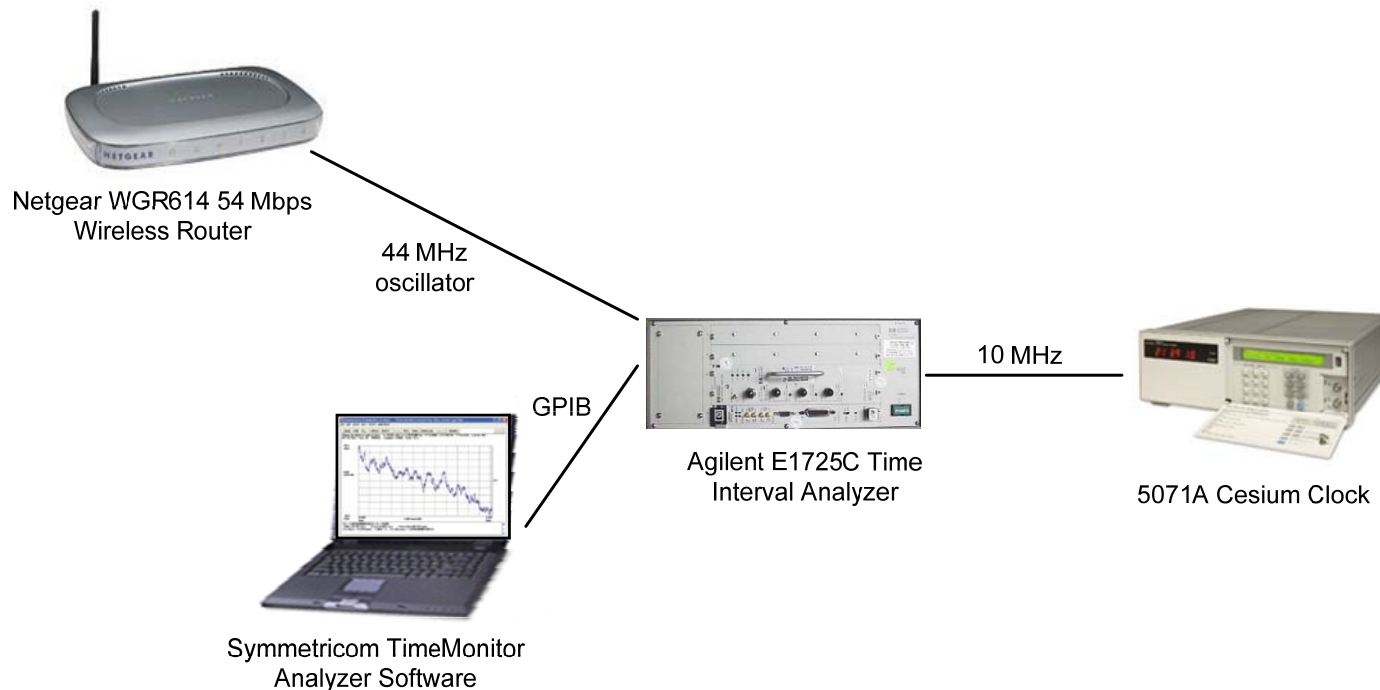 NETGEAR
Netgear WGR614 54 Mbps
Wireless Router
44 MHz
oscillator
10 MHz
GPIB
Agilent E1725C Time
Interval Analyzer
5071A Cesium Clock
Symmetricom TimeMonitor
Analyzer Software